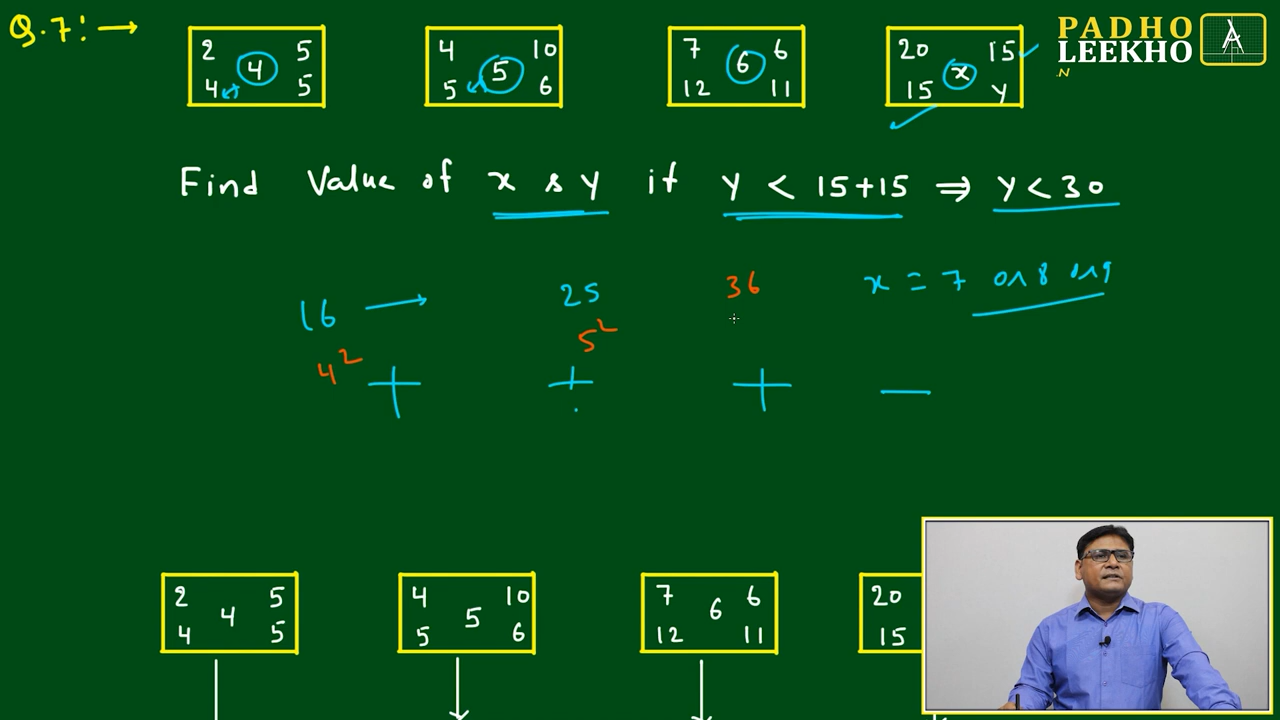 Q.7:→
2 5
4
4 5
4 10
5
5 6
7 6
6
12 11
20 15
x
15 y
PADHO
LEEKHO
.N
Find Value of x & y if y < 15+15 ⇒ y < 30
16 → 25 36 x = 7 or 8 or 9
4² 5²
+ + + −
2 5
4
4 5
4 10
5
5 6
7 6
6
12 11
20
15